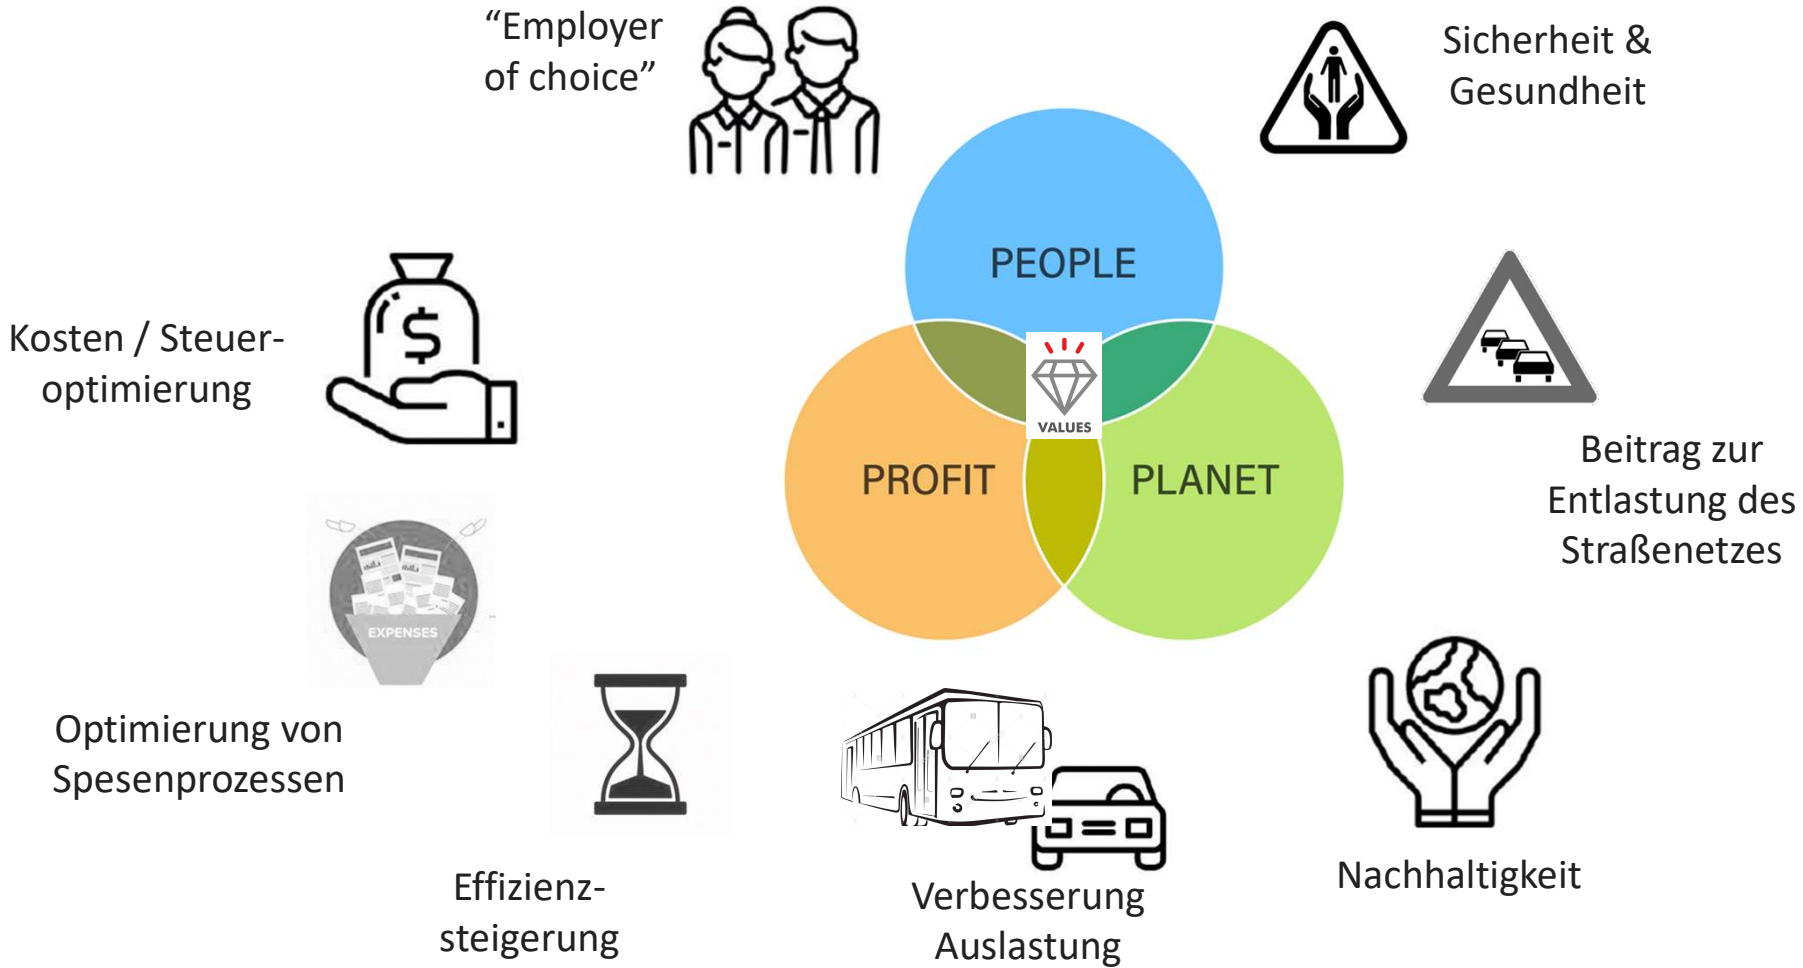 “Employer
of choice”
Sicherheit &
Gesundheit
PEOPLE
Kosten / Steuer-
optimierung
$
VALUES
PROFIT
PLANET
Beitrag zur
Entlastung des
Straßenetzes
EXPENSES
Optimierung von
Spesenprozessen
Effizienz-
steigerung
Verbesserung
Auslastung
Nachhaltigkeit